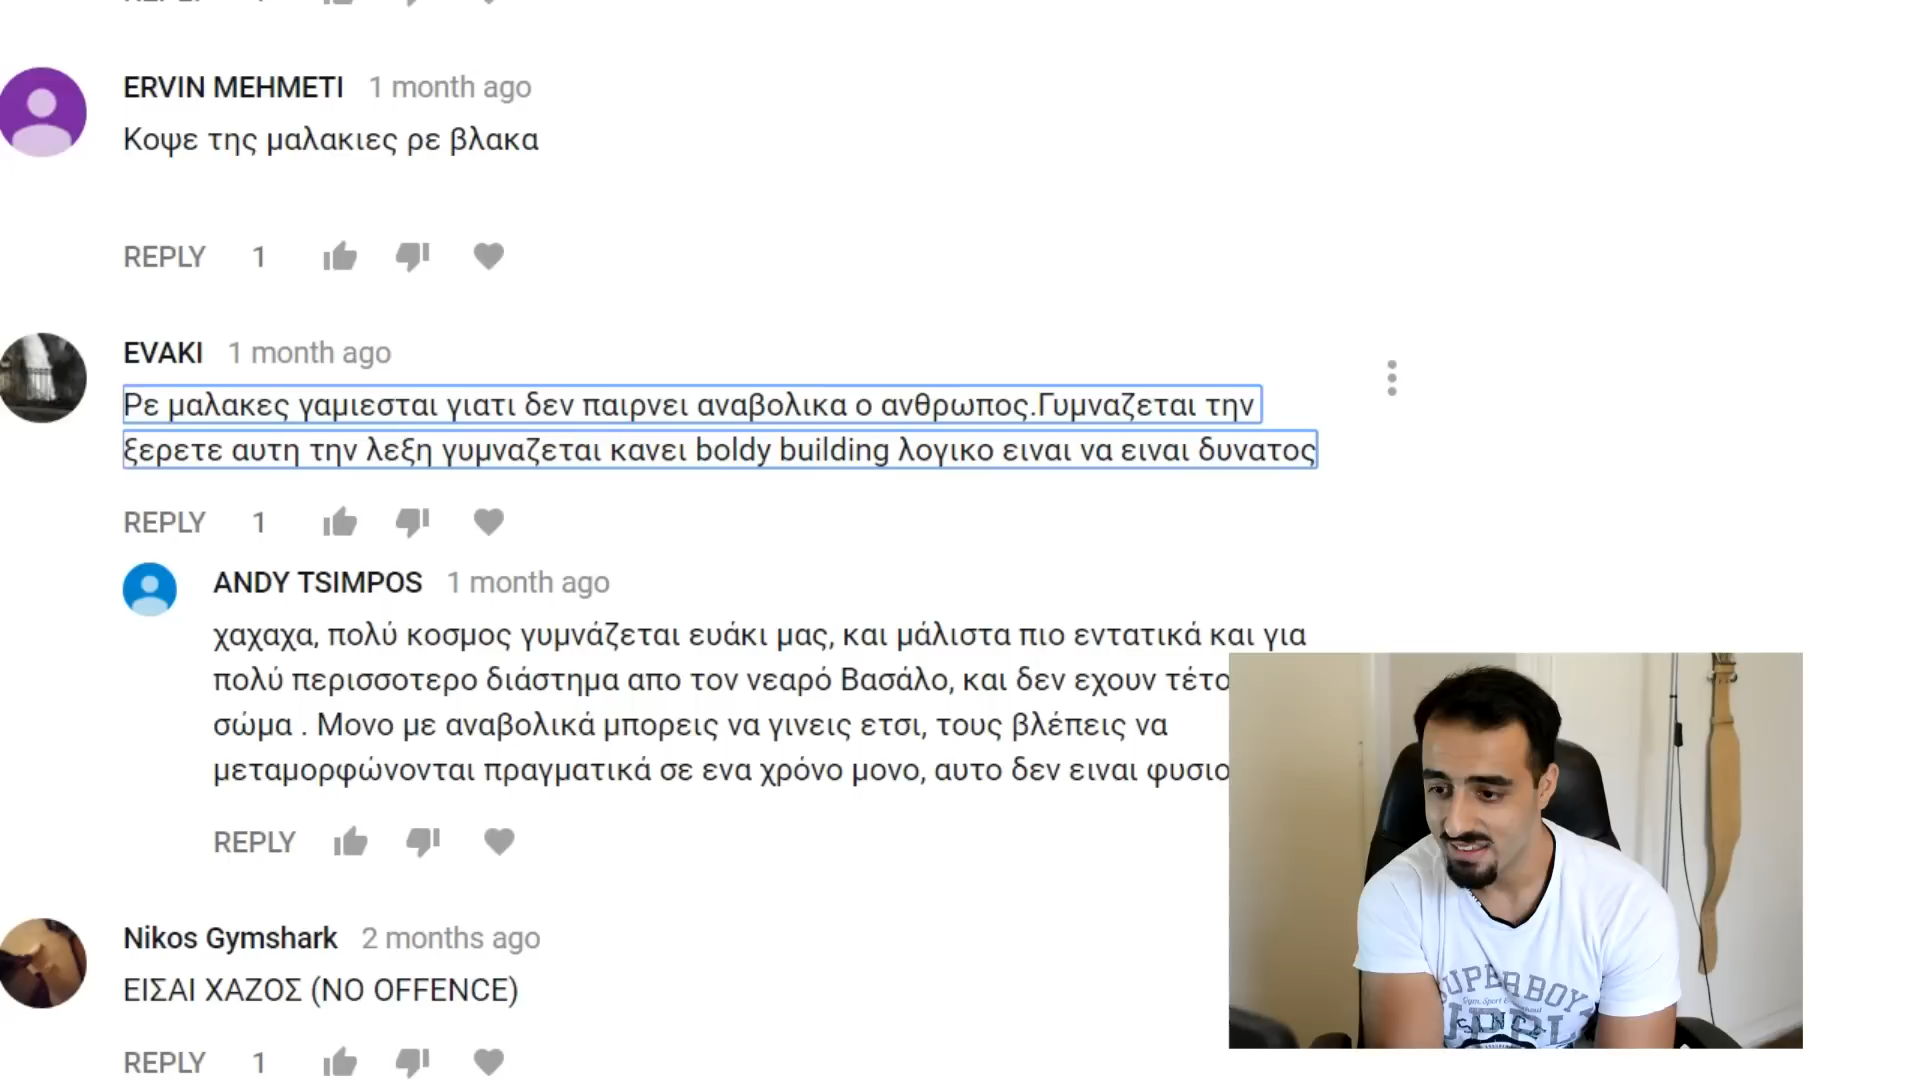 ERVIN MEHMETI 1 month ago
Κοψε της μαλακιες ρε βλακα
REPLY 1
EVAKI 1 month ago
Ρε μαλακες γαμιεσται γιατι δεν παιρνει αναβολικα ο ανθρωπος.Γυμναζεται την
ξερετε αυτη την λεξη γυμναζεται κανει boldy building λογικο ειναι να ειναι δυνατος
REPLY 1
ANDY TSIMPOS 1 month ago
χαχαχα, πολύ κοσμος γυμνάζεται ευάκι μας, και μάλιστα πιο εντατικά και για
πολύ περισσοτερο διάστημα απο τον νεαρό Βασάλο, και δεν εχουν τέτο
σώμα . Μονο με αναβολικά μπορεις να γινεις ετσι, τους βλέπεις να
μεταμορφώνονται πραγματικά σε ενα χρόνο μονο, αυτο δεν ειναι φυσιο
REPLY
Nikos Gymshark 2 months ago
ΕΙΣΑΙ ΧΑΖΟΣ (NO OFFENCE)
REPLY 1
SUPERBOY